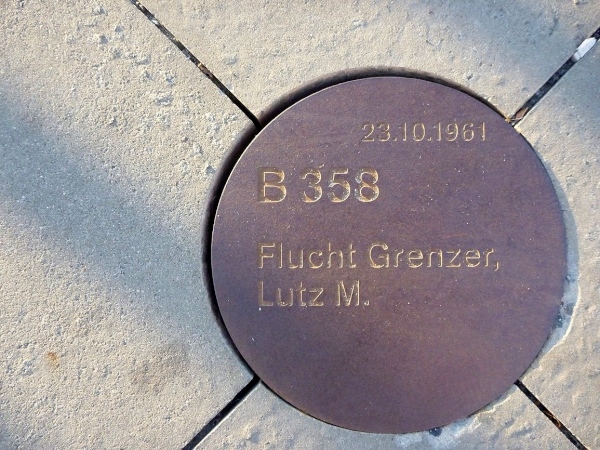 23.10.1961
B 358
Flucht Grenzer,
Lutz M.